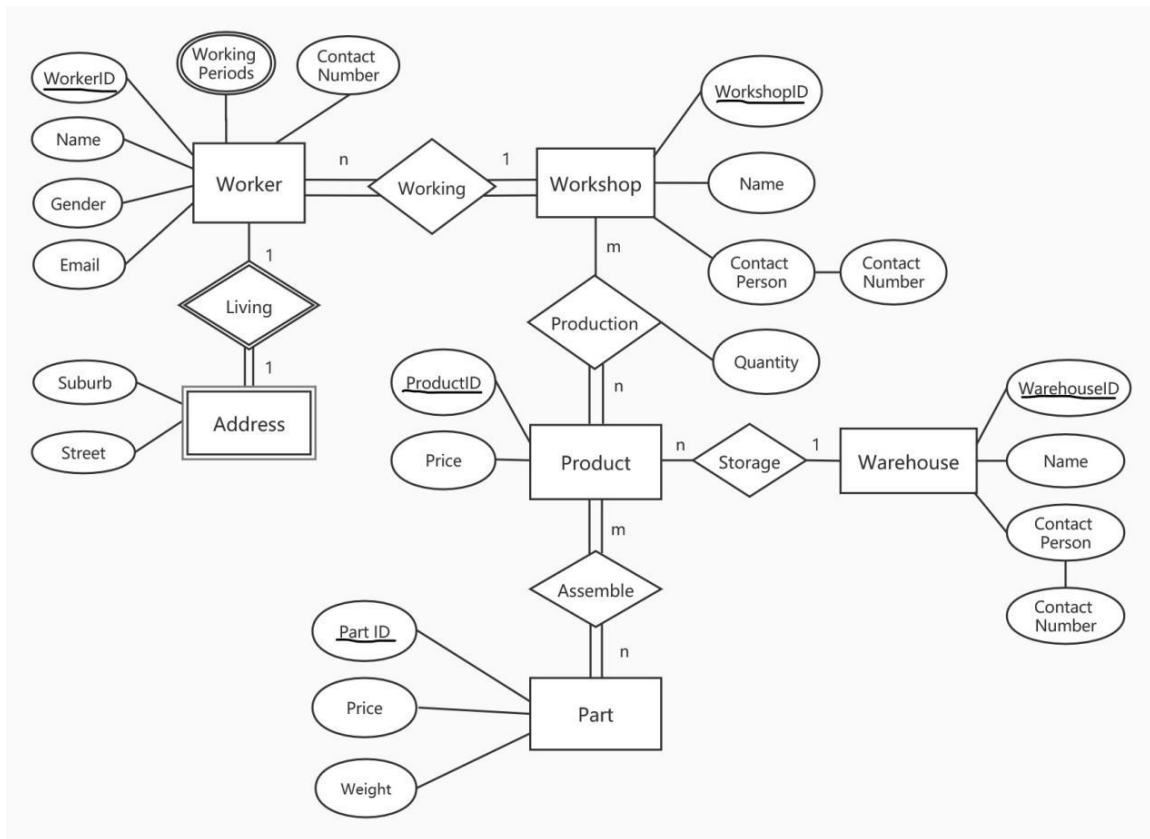 Working
Periods
Contact
Number
WorkerID
Name
Gender
Email
Worker
n
Working
1
Workshop
WorkshopID
Name
Contact
Person
Contact
Number
1
Living
1
Suburb
Street
Address
m
Production
Quantity
n
ProductID
Price
Product
n
Storage
1
Warehouse
WarehouseID
Name
Contact
Person
Contact
Number
m
Assemble
n
Part ID
Price
Weight
Part